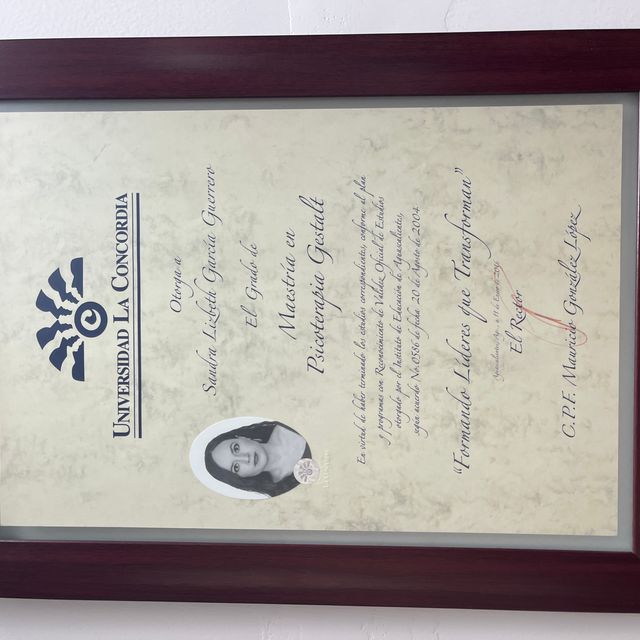 UNIVERSIDAD LA CONCORDIA
Otorga a
Sandra Lizbeth García Guerrero
El Grado de
Maestría en
Psicoterapia Gestalt
En virtud de haber terminado los estudios correspondientes conforme al plan
y programas con Reconocimiento de Validez Oficial de Estudios
otorgado por el Instituto de Educación de Aguascalientes,
según acuerdo No. 0536 de fecha 20 de Agosto de 2004.
"Formando Líderes que Transforman"
El Rector
C.P.F. Mauricio González López